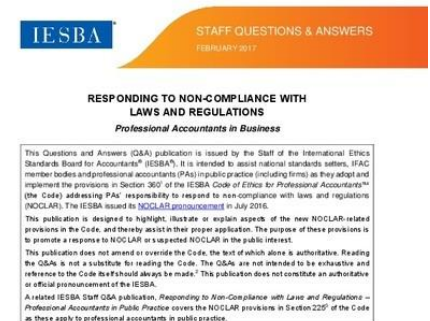 IESBA
STAFF QUESTIONS & ANSWERS
FEBRUARY 2017
RESPONDING TO NON-COMPLIANCE WITH
LAWS AND REGULATIONS
Professional Accountants in Business
This Questions and Answers (Q&A) publication is issued by the Staff of the International Ethics
Standards Board for Accountants® (IESBA®). It is intended to assist national standards setters, IFAC
member bodies and professional accountants (PAs) in public practice (including firms) as they adopt and
implement the provisions in Section 360¹ of the IESBA Code of Ethics for Professional Accountants™
(the Code) addressing PAs' responsibility to respond to non-compliance with laws and regulations
(NOCLAR). The IESBA issued its NOCLAR pronouncement in July 2016.
This publication is designed to highlight, illustrate or explain aspects of the new NOCLAR-related
provisions in the Code, and thereby assist in their proper application. The purpose of these provisions is
to promote a response to NOCLAR or suspected NOCLAR in the public interest.
This publication does not amend or override the Code, the text of which alone is authoritative. Reading
the Q&As is not a substitute for reading the Code. The Q&As are not intended to be exhaustive and
reference to the Code itself should always be made.² This publication does not constitute an authoritative
or official pronouncement of the IESBA.
A related IESBA Staff Q&A publication, Responding to Non-Compliance with Laws and Regulations –
Professional Accountants in Public Practice covers the NOCLAR provisions in Section 225³ of the Code
as these apply to professional accountants in public practice.